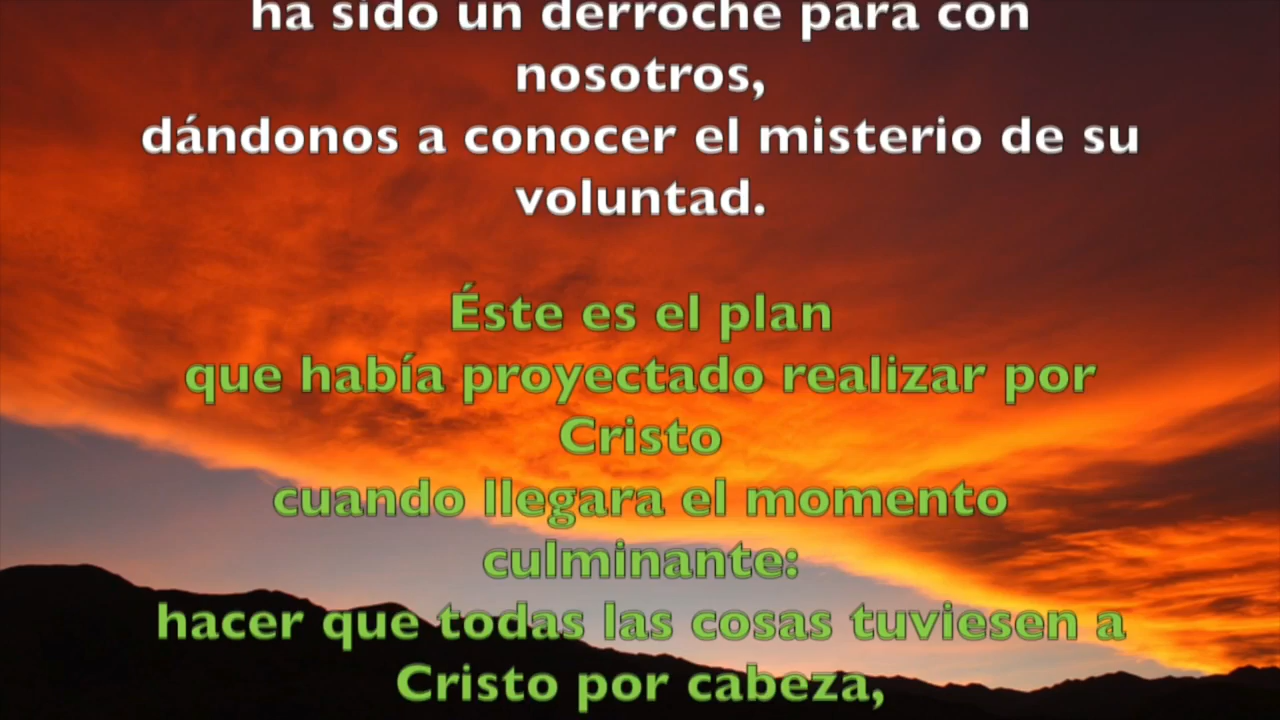 ha sido un derroche para con
nosotros,
dándonos a conocer el misterio de su
voluntad.
Éste es el plan
que había proyectado realizar por
Cristo
cuando llegara el momento
culminante:
hacer que todas las cosas tuviesen a
Cristo por cabeza,